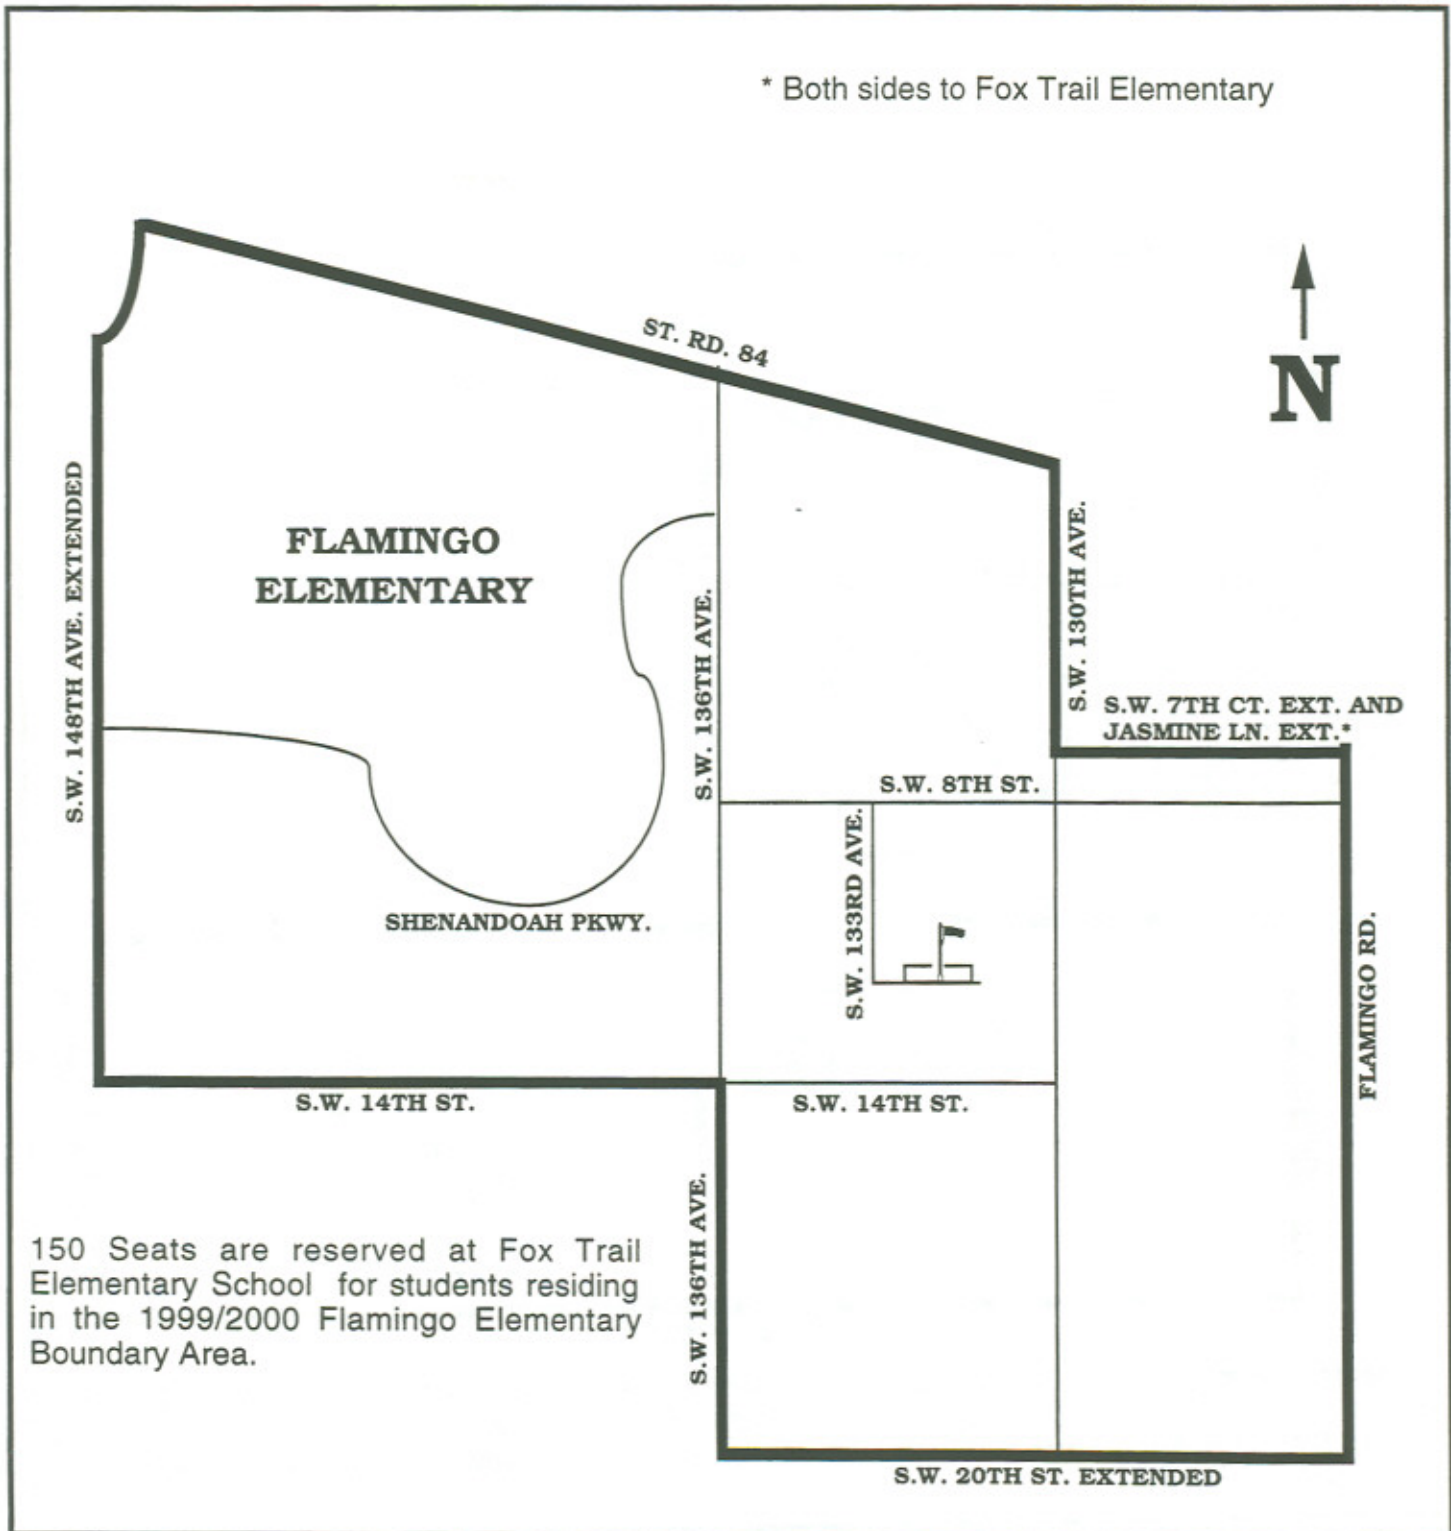 * Both sides to Fox Trail Elementary
ST. RD. 84
N
S.W. 148TH AVE. EXTENDED
FLAMINGO
ELEMENTARY
S.W. 136TH AVE.
S.W. 130TH AVE.
S.W. 7TH CT. EXT. AND
JASMINE LN. EXT.*
S.W. 8TH ST.
S.W. 133RD AVE.
SHENANDOAH PKWY.
FLAMINGO RD.
S.W. 14TH ST.
S.W. 14TH ST.
S.W. 136TH AVE.
150 Seats are reserved at Fox Trail
Elementary School for students residing
in the 1999/2000 Flamingo Elementary
Boundary Area.
S.W. 20TH ST. EXTENDED